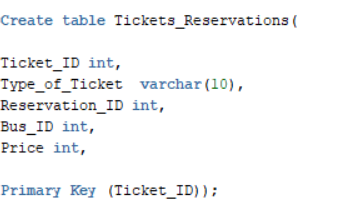 Create table Tickets_Reservations(
Ticket_ID int,
Type_of_Ticket varchar(10),
Reservation_ID int,
Bus_ID int,
Price int,
Primary Key (Ticket_ID));